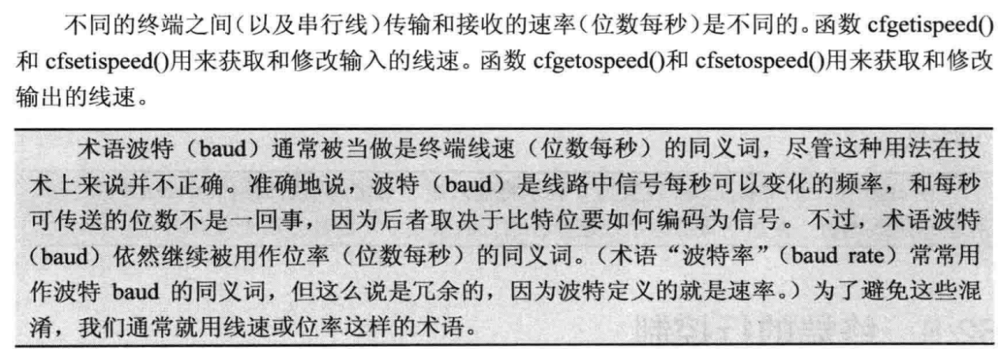 不同的终端之间（以及串行线）传输和接收的速率（位数每秒）是不同的。函数 cfgetispeed()
和 cfsetispeed()用来获取和修改输入的线速。函数 cfgetospeed()和 cfsetospeed()用来获取和修改
输出的线速。
术语波特（baud）通常被当做是终端线速（位数每秒）的同义词，尽管这种用法在技
术上来说并不正确。准确地说，波特（baud）是线路中信号每秒可以变化的频率，和每秒
可传送的位数不是一回事，因为后者取决于比特位要如何编码为信号。不过，术语波特
（baud）依然继续被用作位率（位数每秒）的同义词。（术语“波特率”（baud rate）常常用
作波特 baud 的同义词，但这么说是冗余的，因为波特定义的就是速率。）为了避免这些混
淆，我们通常就用线速或位率这样的术语。